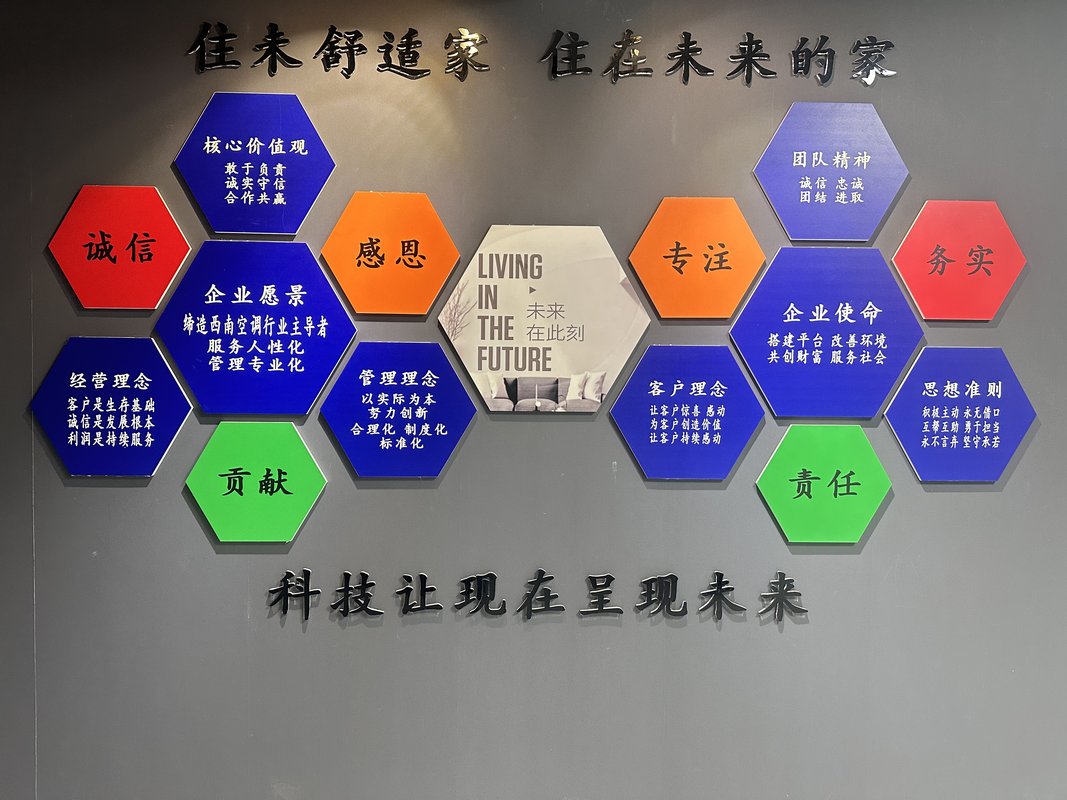 住未舒适家 住在未来的家
核心价值观
敢于负责
诚实守信
合作共赢
诚信
感恩
企业愿景
缔造西南空调行业主导者
服务人性化
管理专业化
经营理念
客户是生存基础
诚信是发展根本
利润是持续服务
管理理念
以实际为本
努力创新
合理化 制度化
标准化
贡献
LIVING
IN
THE
FUTURE
未来
在此刻
团队精神
诚信 忠诚
团结 进取
专注
务实
企业使命
搭建平台 改善环境
共创财富 服务社会
客户理念
让客户惊喜 感动
为客户创造价值
让客户持续感动
思想准则
积极主动 永无借口
互帮互助 勇于担当
永不言弃 坚守承若
责任
科技让现在呈现未来